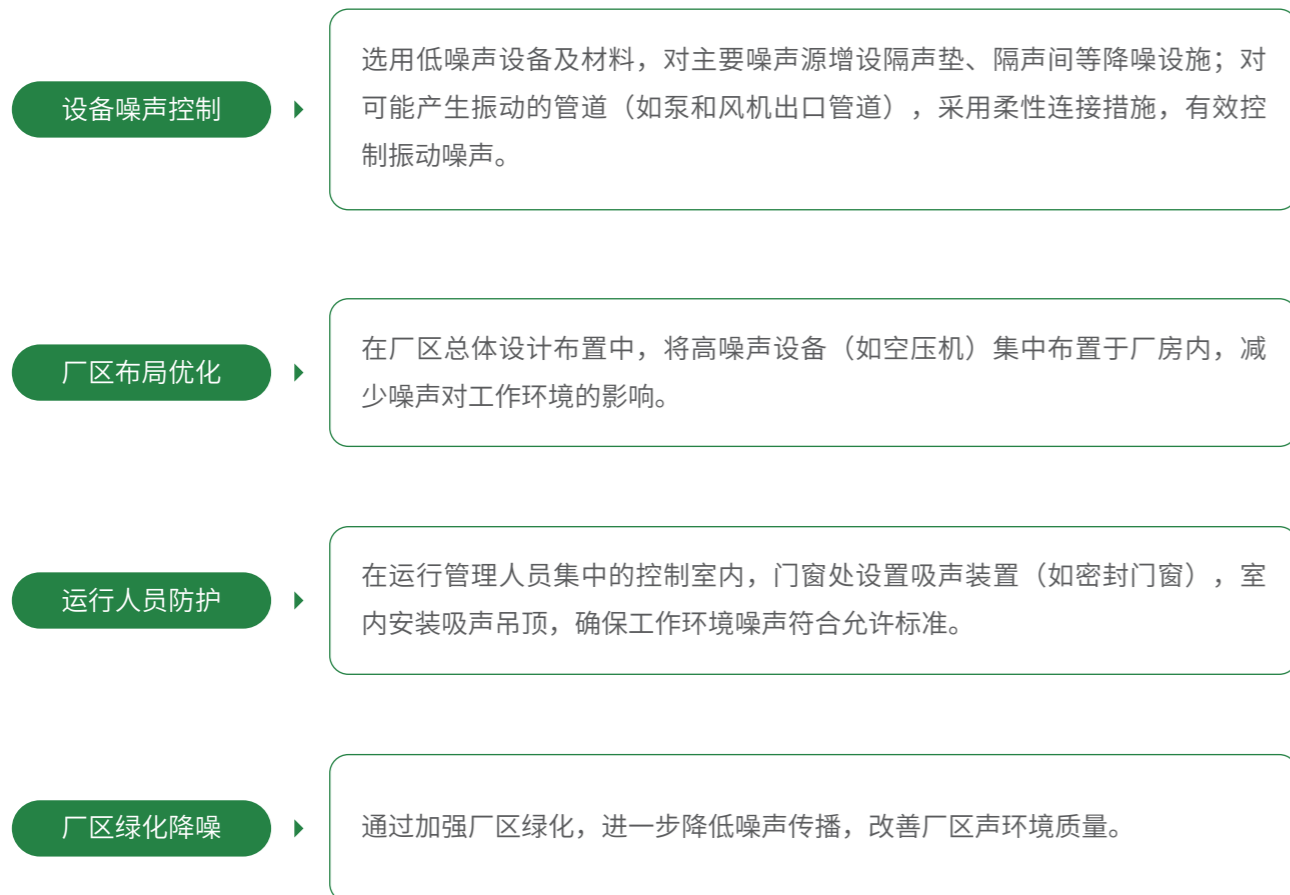 设备噪声控制
选用低噪声设备及材料，对主要噪声源增设隔声垫、隔声间等降噪设施；对
可能产生振动的管道（如泵和风机出口管道），采用柔性连接措施，有效控
制振动噪声。
厂区布局优化
在厂区总体设计布置中，将高噪声设备（如空压机）集中布置于厂房内，减
少噪声对工作环境的影响。
运行人员防护
在运行管理人员集中的控制室内，门窗处设置吸声装置（如密封门窗），室
内安装吸声吊顶，确保工作环境噪声符合允许标准。
厂区绿化降噪
通过加强厂区绿化，进一步降低噪声传播，改善厂区声环境质量。